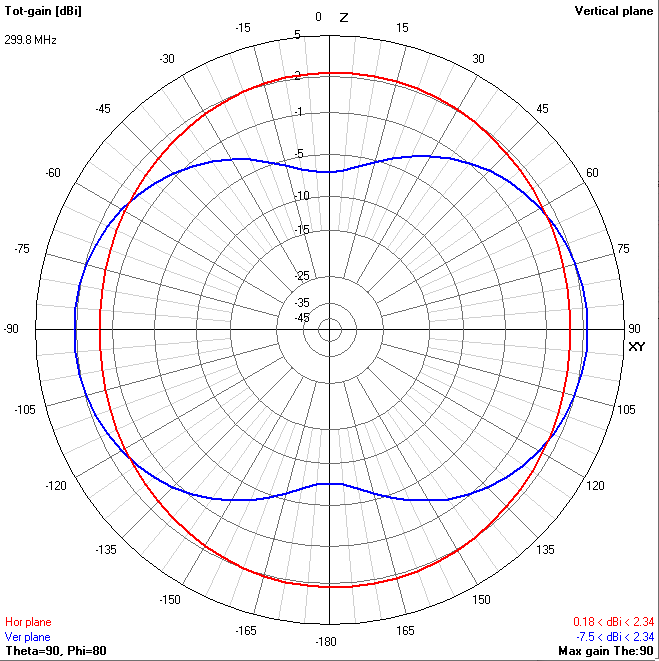 Tot-gain [dBi]
Vertical plane
299.8 MHz
0 Z
-15 15
-30 30
-45 45
-60 60
-75 75
-90 90
XY
-105 105
-120 120
-135 135
-150 150
-165 165
-180
5
2
-1
-5
-10
-15
-25
-35
-45
Hor plane
0.18 < dBi < 2.34
Ver plane
-7.5 < dBi < 2.34
Theta=90, Phi=80
Max gain The:90